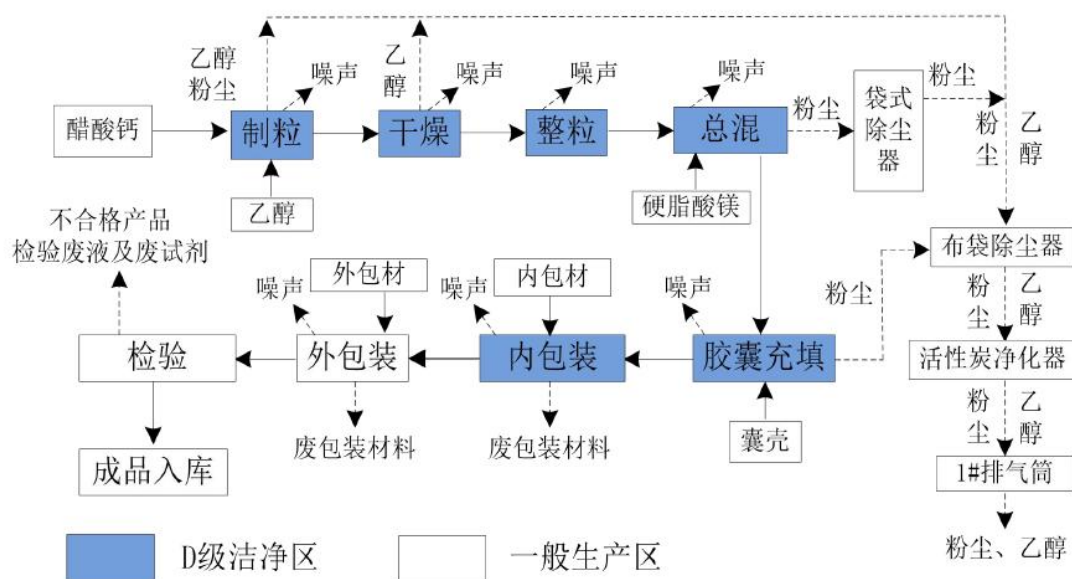 乙醇
粉尘
噪声
乙醇
噪声
噪声
噪声
粉尘
粉尘
醋酸钙
制粒
干燥
整粒
总混
袋式
除尘
器
粉尘
乙醇
乙醇
硬脂酸镁
不合格产品
检验废液及废试剂
布袋除尘器
噪声
外包材
噪声
内包材
噪声
粉尘
粉尘
乙醇
检验
外包装
内包装
胶囊充填
活性炭净化器
粉尘
乙醇
废包装材料
废包装材料
囊壳
成品入库
1#排气筒
粉尘、乙醇
D级洁净区
一般生产区